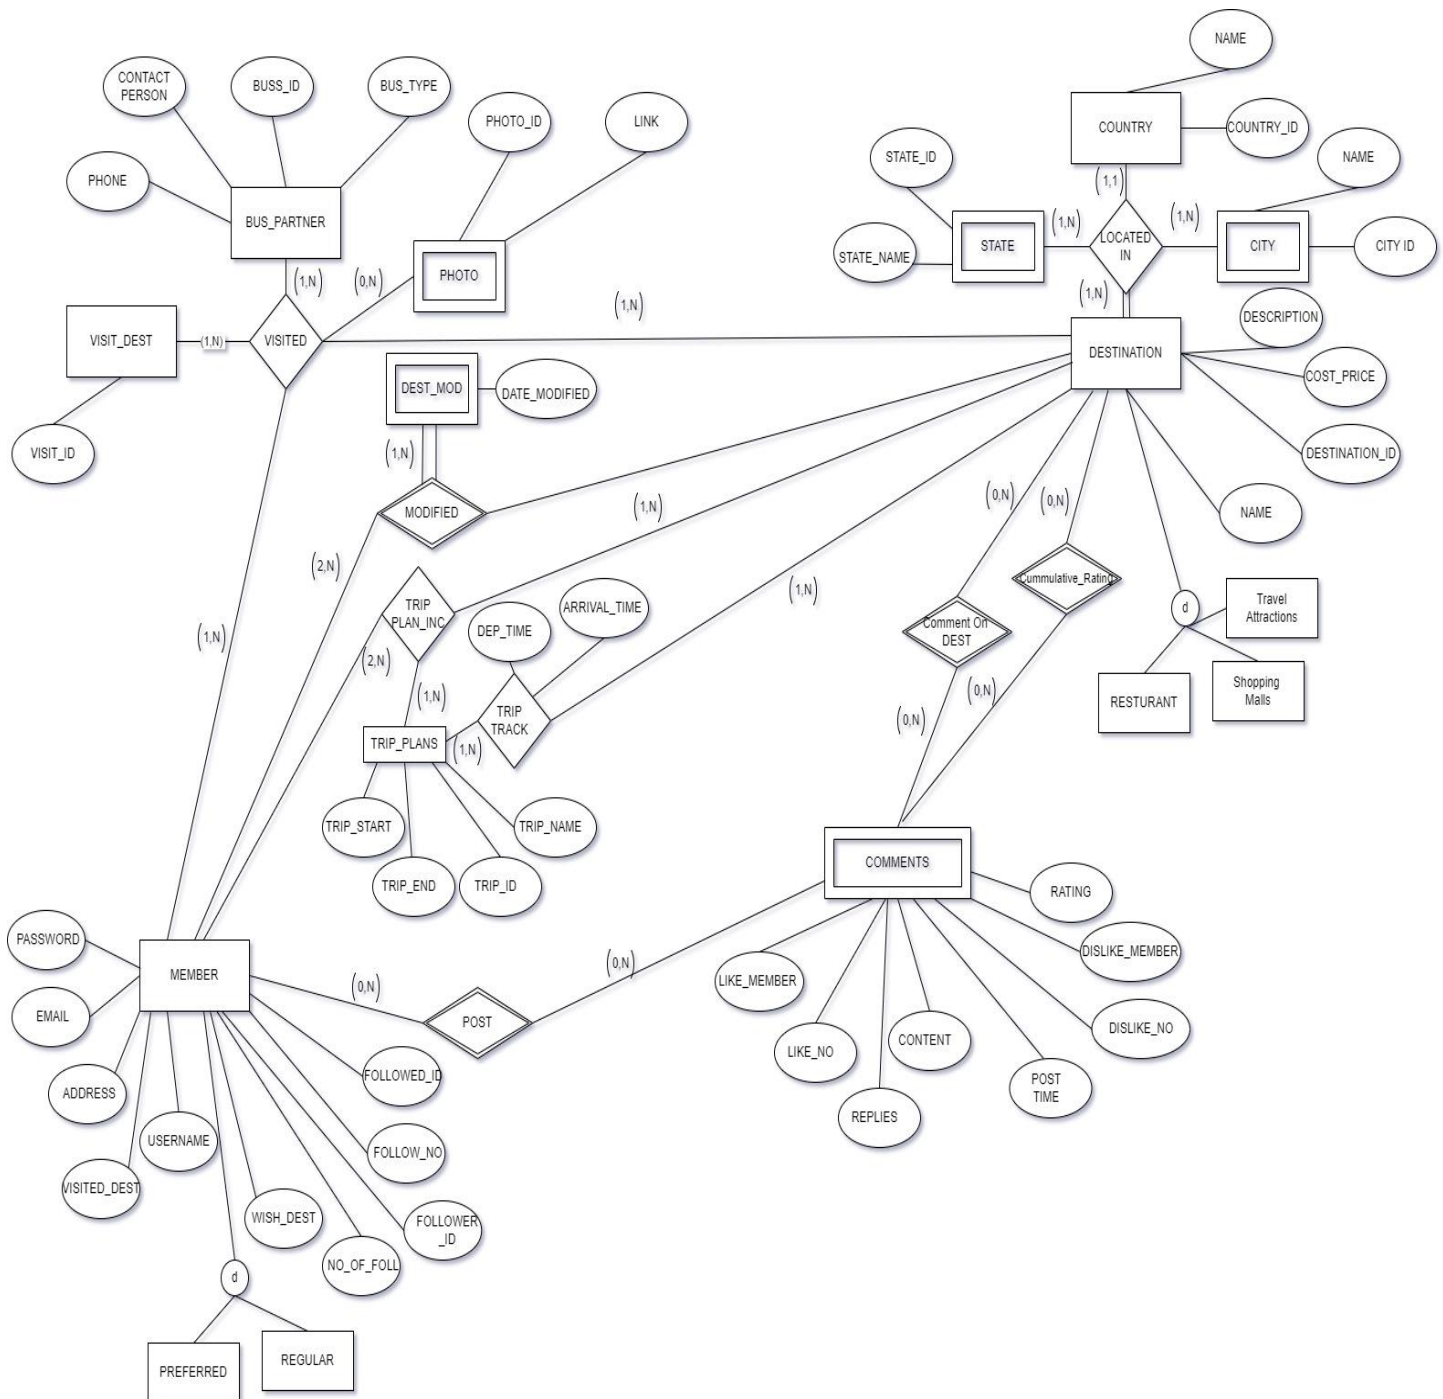 NAME
CONTACT
PERSON
BUSS_ID
BUS_TYPE
PHOTO_ID
LINK
COUNTRY
COUNTRY_ID
STATE_ID
NAME
PHONE
BUS_PARTNER
(1,1)
STATE_NAME
STATE
(1,N)
LOCATED
IN
(1,N)
CITY
CITY ID
(1,N)
(0,N)
PHOTO
(1,N)
(1,N)
DESCRIPTION
VISIT_DEST
(1,N)
VISITED
DESTINATION
DEST_MOD
DATE_MODIFIED
COST_PRICE
VISIT_ID
(1,N)
DESTINATION_ID
MODIFIED
(1,N)
(0,N)
(0,N)
NAME
(2,N)
TRIP
PLAN_INC
DEP_TIME
ARRIVAL_TIME
(1,N)
Cummulative_Rating
Comment On
DEST
d
Travel
Attractions
(1,N)
(2,N)
(1,N)
TRIP
TRACK
(0,N)
(0,N)
RESTURANT
Shopping
Malls
TRIP_PLANS
(1,N)
TRIP_START
TRIP_NAME
TRIP_END
TRIP_ID
COMMENTS
RATING
PASSWORD
MEMBER
(0,N)
(0,N)
LIKE_MEMBER
DISLIKE_MEMBER
EMAIL
POST
LIKE_NO
CONTENT
DISLIKE_NO
ADDRESS
FOLLOWED_ID
POST
TIME
REPLIES
USERNAME
FOLLOW_NO
VISITED_DEST
WISH_DEST
FOLLOWER
_ID
NO_OF_FOLL
d
PREFERRED
REGULAR